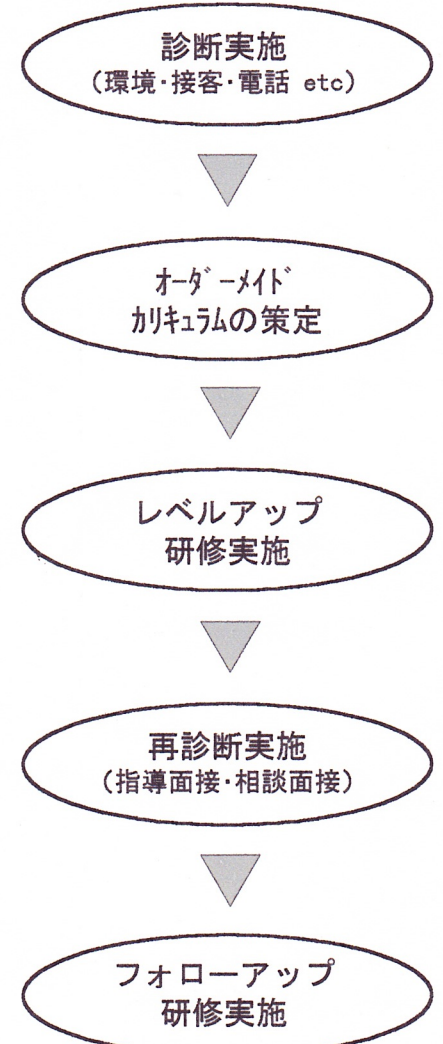 診断実施
(環境･接客･電話 etc)
ｵｰﾀﾞｰﾒｲﾄﾞ
ｶﾘｷｭﾗﾑの策定
レベルアップ
研修実施
再診断実施
(指導面接･相談面接)
フォローアップ
研修実施